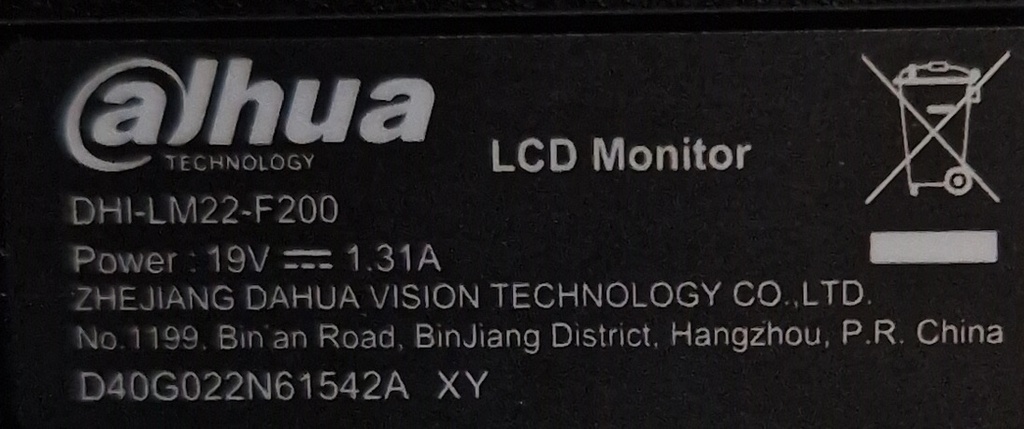 alhua
TECHNOLOGY
LCD Monitor
DHI-LM22-F200
Power : 19V ⎓ 1.31A
ZHEJIANG DAHUA VISION TECHNOLOGY CO.,LTD.
No.1199, Bin'an Road, BinJiang District, Hangzhou, P.R. China
D40G022N61542A XY